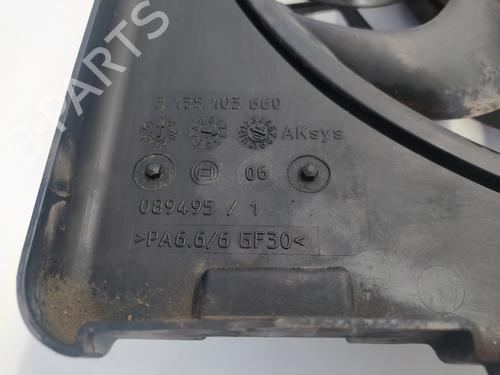 3 135 103 660
AKsys
06
089495 / 1
>PA6.6/6 GF30<
B-PARTS